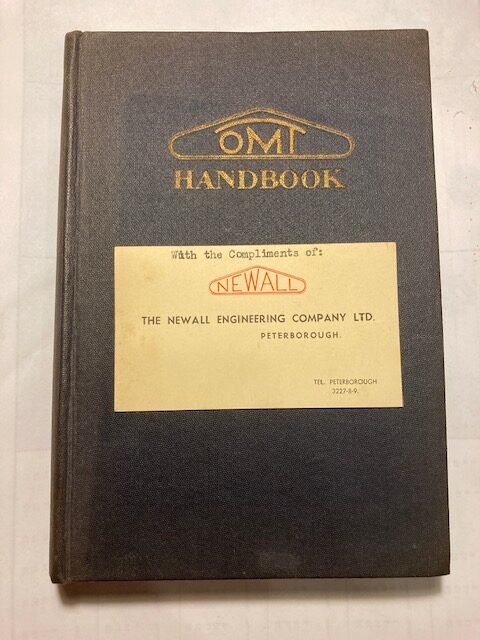 OMT
HANDBOOK
With the Compliments of:
NEWALL
THE NEWALL ENGINEERING COMPANY LTD.
PETERBOROUGH.
TEL. PETERBOROUGH
3227-8-9.